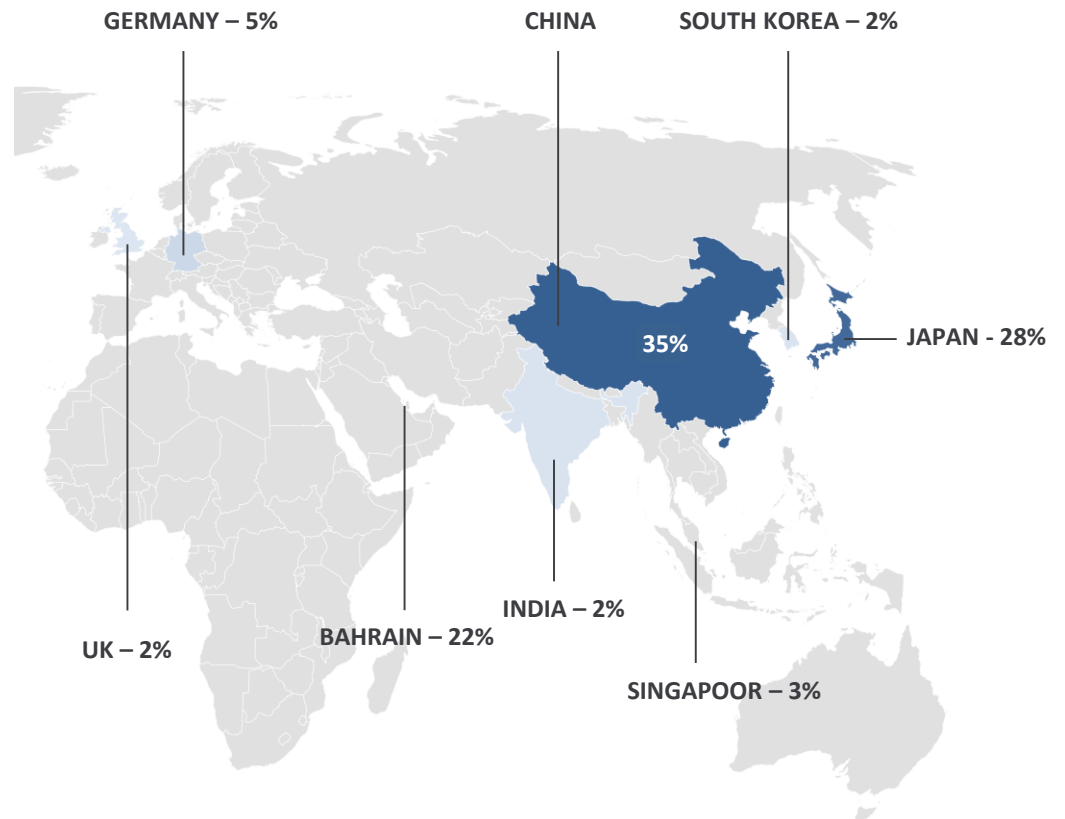 GERMANY – 5%
CHINA
SOUTH KOREA – 2%
35%
JAPAN - 28%
INDIA – 2%
BAHRAIN – 22%
UK – 2%
SINGAPOOR – 3%